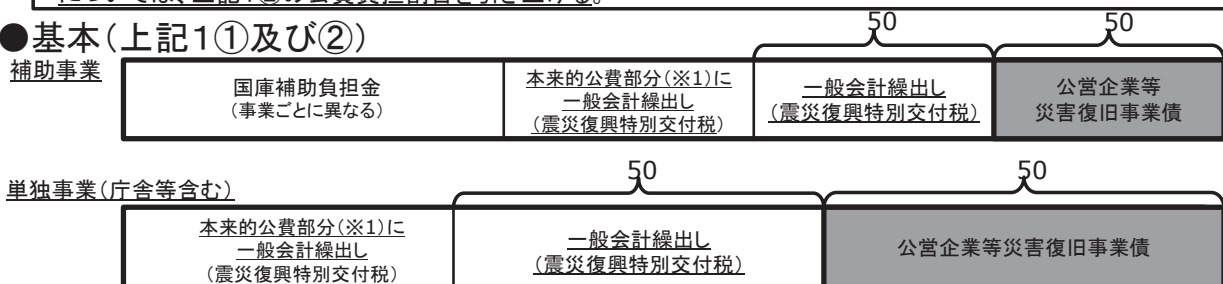 については、上記1②の公費負担割合を引き上げる。
●基本(上記1①及び②)
50
50
補助事業
国庫補助負担金
(事業ごとに異なる)
本来的公費部分(※1)に
一般会計繰出し
(震災復興特別交付税)
一般会計繰出し
(震災復興特別交付税)
公営企業等
災害復旧事業債
50
50
単独事業(庁舎等含む)
本来的公費部分(※1)に
一般会計繰出し
(震災復興特別交付税)
一般会計繰出し
(震災復興特別交付税)
公営企業等災害復旧事業債